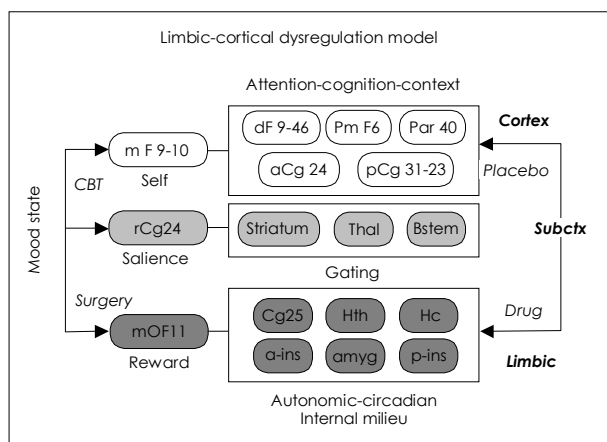 Limbic-cortical dysregulation model
Attention-cognition-context
dF 9-46 Pm F6 Par 40
Cortex
m F 9-10
aCg 24 pCg 31-23
Placebo
CBT
Self
Mood state
rCg24
Striatum Thal Bstem
Subctx
Salience
Gating
Surgery
Cg25 Hth Hc
Drug
mOF11
a-ins amyg p-ins
Reward
Limbic
Autonomic-circadian
Internal milieu